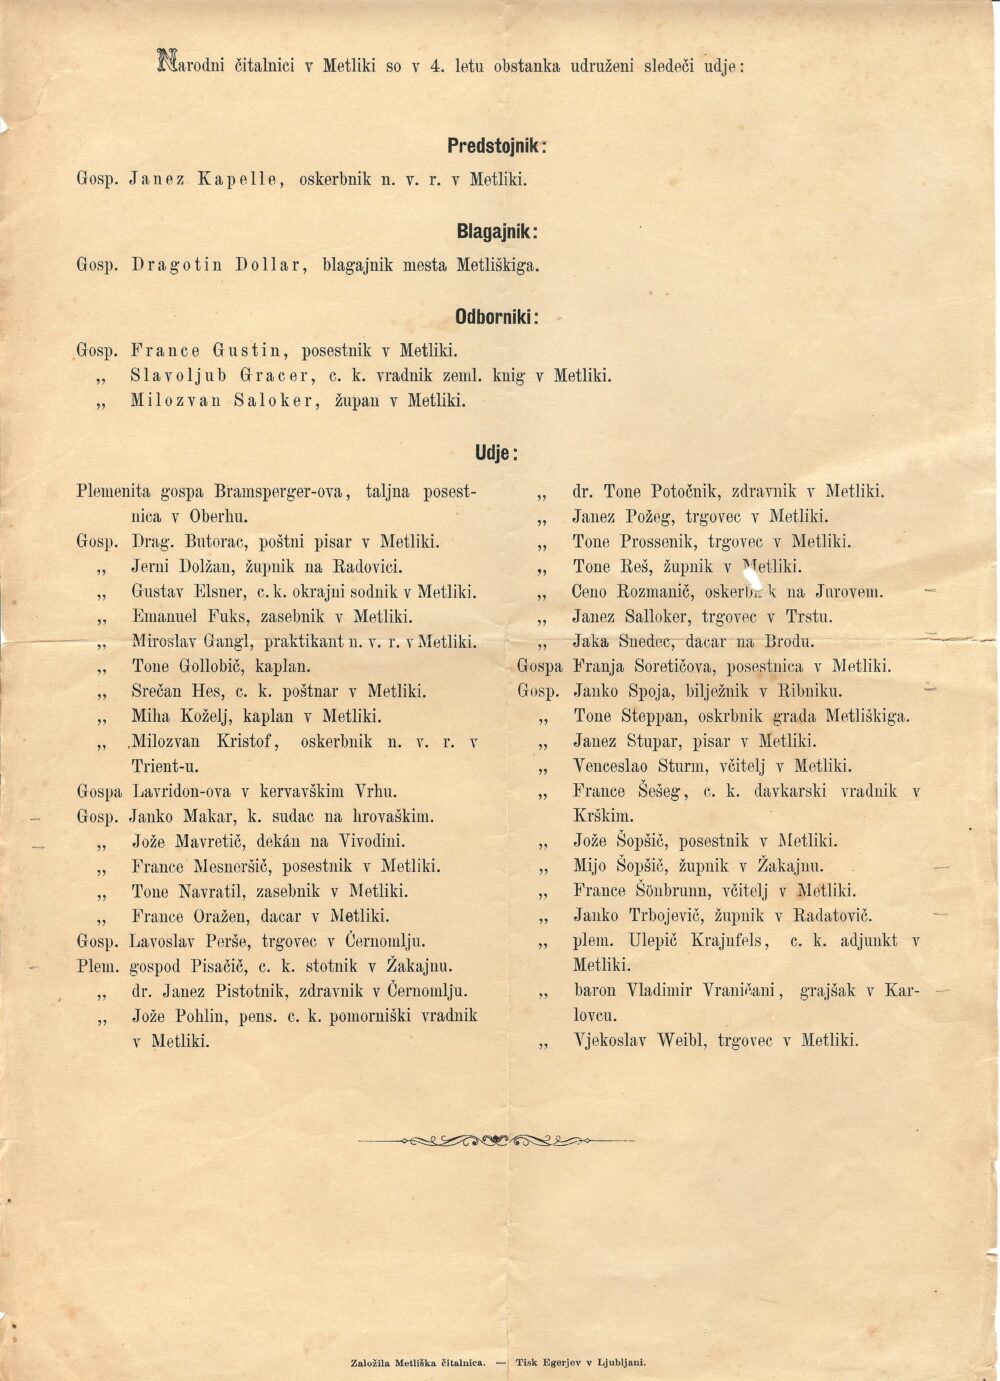 Narodni čitalnici v Metliki so v 4. letu obstanka udruženi sledeči udje:
Predstojnik:
Gosp. Janez Kapelle, oskerbnik n. v. r. v Metliki.
Blagajnik:
Gosp. Dragotin Dollar, blagajnik mesta Metliškiga.
Odborniki:
Gosp. France Gustin, posestnik v Metliki.
„ Slavoljub Gracer, c. k. vradnik zeml. knig v Metliki.
„ Milozvan Saloker, župan v Metliki.
Udje:
Plemenita gospa Bramsperger-ova, taljna posest-
nica v Oberhu.
Gosp. Drag. Butorac, poštni pisar v Metliki.
„ Jerni Dolžan, župnik na Radovici.
„ Gustav Elsner, c. k. okrajni sodnik v Metliki.
„ Emanuel Fuks, zasebnik v Metliki.
„ Miroslav Gangl, praktikant n. v. r. v Metliki.
„ Tone Gollobič, kaplan.
„ Srečan Hes, c. k. poštnar v Metliki.
„ Miha Koželj, kaplan v Metliki.
„ Milozvan Kristof, oskerbnik n. v. r. v
Trient-u.
Gospa Lavridon-ova v kervavškim Vrhu.
Gosp. Janko Makar, k. sudac na hrovaškim.
„ Jože Mavretič, dekán na Vivodini.
„ France Mesneršič, posestnik v Metliki.
„ Tone Navratil, zasebnik v Metliki.
„ France Oražen, dacar v Metliki.
Gosp. Lavoslav Perše, trgovec v Černomlju.
Plem. gospod Pisačič, c. k. stotnik v Žakajnu.
„ dr. Janez Pistotnik, zdravnik v Černomlju.
„ Jože Pohlin, pens. c. k. pomorniški vradnik
v Metliki.
„ dr. Tone Potočnik, zdravnik v Metliki.
„ Janez Požeg, trgovec v Metliki.
„ Tone Prossenik, trgovec v Metliki.
„ Tone Reš, župnik v Metliki.
„ Ceno Rozmanič, na Jurovem.
„ Janez Salloker, trgovec v Trstu.
„ Jaka Snedec, dacar na Brodu.
Gospa Franja Soretičova, posestnica v Metliki.
Gosp. Janko Spoja, bilježnik v Ribniku.
„ Tone Steppan, oskrbnik grada Metliškiga.
„ Janez Stupar, pisar v Metliki.
„ Venceslao Sturm, včitelj v Metliki.
„ France Šešeg, c. k. davkarski vradnik v
Krškim.
„ Jože Šopšič, posestnik v Metliki.
„ Mijo Šopšič, župnik v Žakajnu.
„ France Šönbrunn, včitelj v Metliki.
„ Janko Trbojevič, župnik v Radatovič.
„ plem. Ulepič Krajnfels, c. k. adjunkt v
Metliki.
„ baron Vladimir Vraničani, grajšak v Kar-
lovcu.
„ Vjekoslav Weibl, trgovec v Metliki.
Založila Metliška čitalnica. — Tisk Egerjev v Ljubljani.